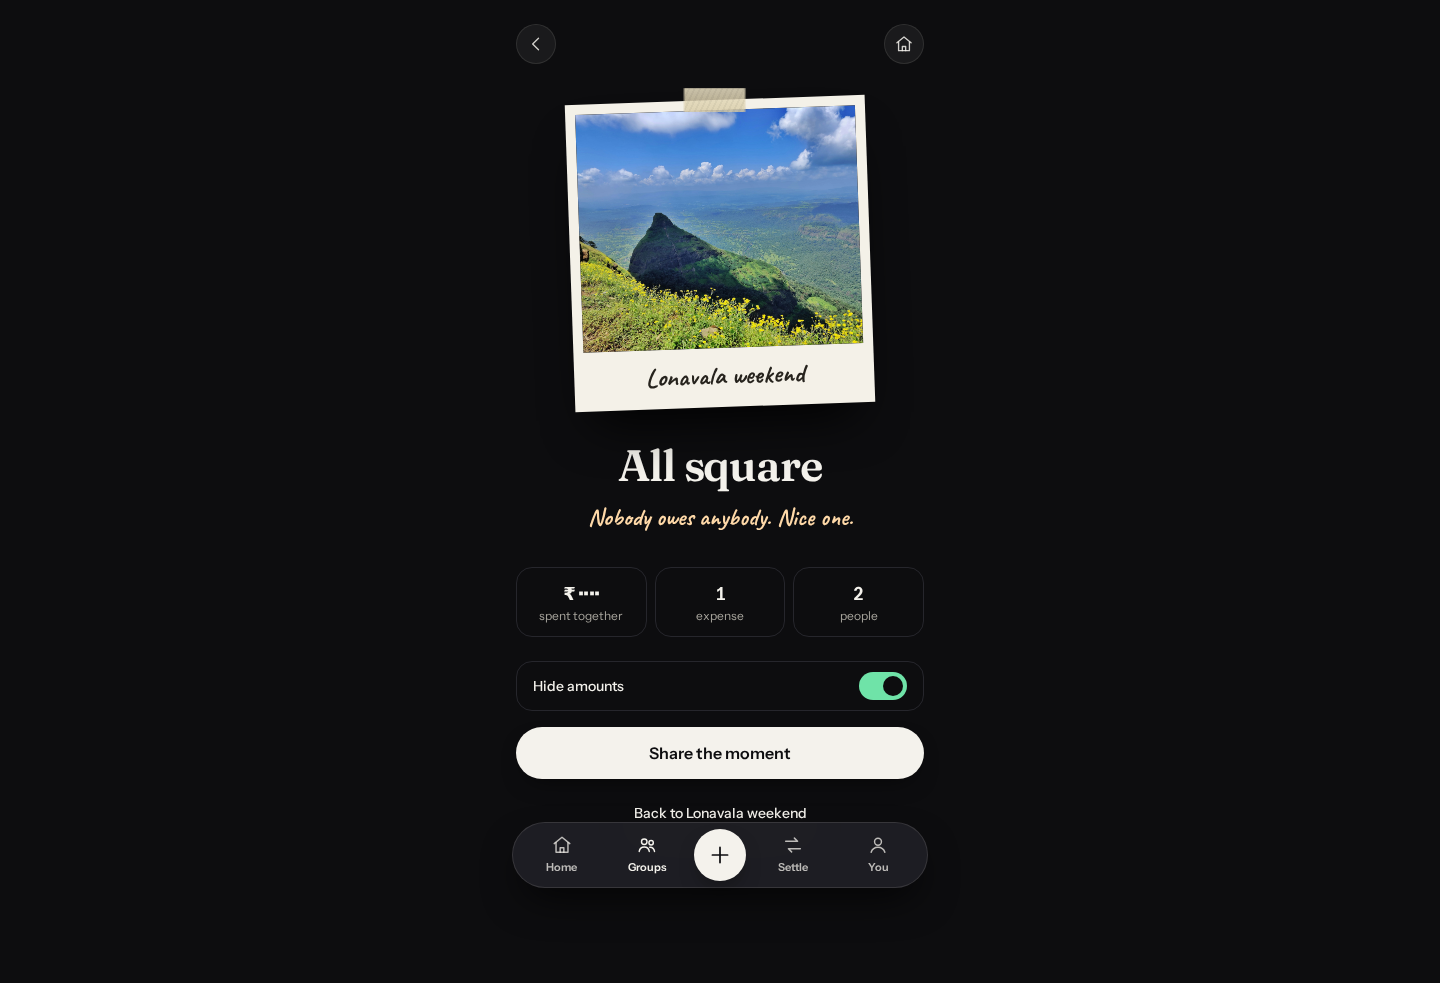 Lonavala weekend
All square
Nobody owes anybody. Nice one.
₹ ····
spent together
1
expense
2
people
Hide amounts
Share the moment
Back to Lonavala weekend
Home
Groups
Settle
You